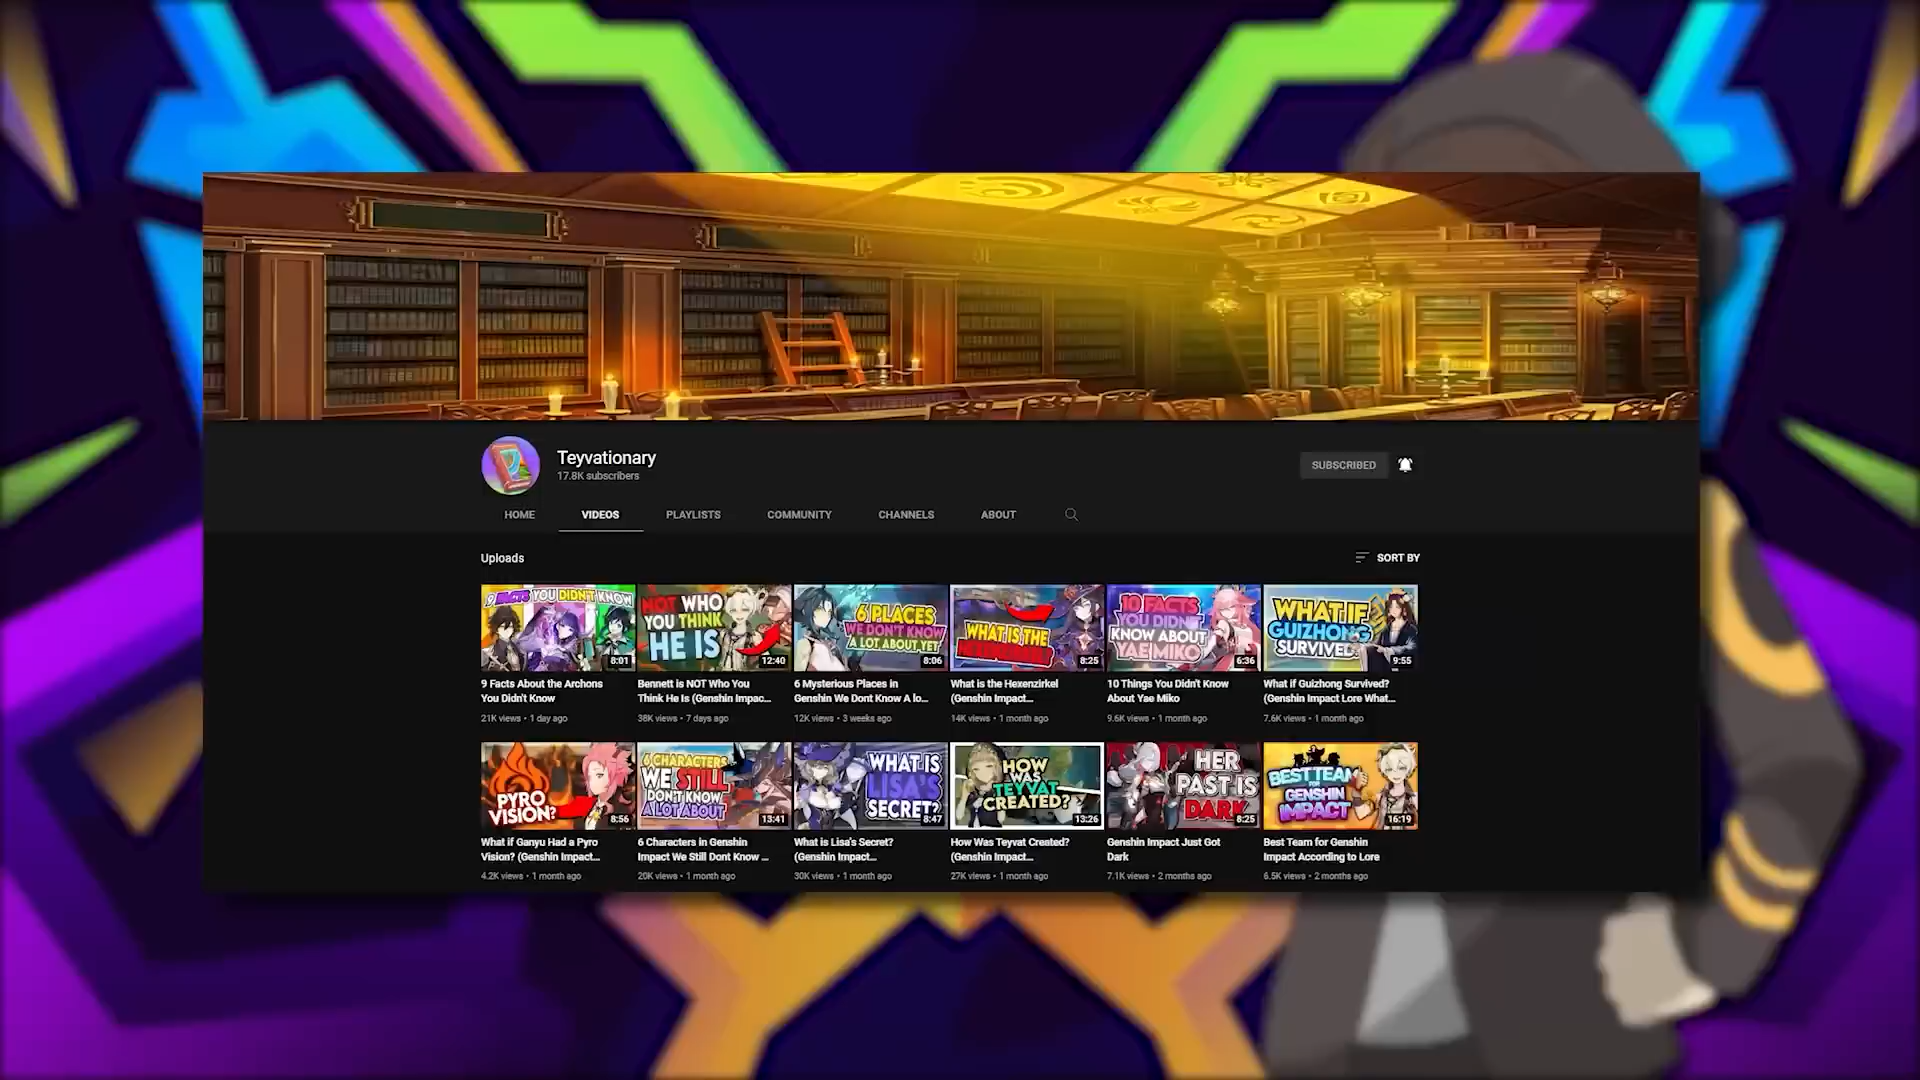 Teyvationary
17.8K subscribers
SUBSCRIBED
HOME
VIDEOS
PLAYLISTS
COMMUNITY
CHANNELS
ABOUT
Uploads
SORT BY
9 FACTS YOU DIDN'T KNOW
8:01
NOT WHO
YOU THINK
HE IS
12:40
6 PLACES
WE DON'T KNOW
A LOT ABOUT YET
8:06
WHAT IS THE
8:25
10 FACTS
YOU DIDN'T
KNOW ABOUT
YAE MIKO
6:36
WHAT IF
GUIZHONG
SURVIVED?
9:55
9 Facts About the Archons
You Didn't Know
21K views • 1 day ago
Bennett is NOT Who You
Think He Is (Genshin Impac...
38K views • 7 days ago
6 Mysterious Places in
Genshin We Dont Know A lo...
12K views • 3 weeks ago
What is the Hexenzirkel
(Genshin Impact...
14K views • 1 month ago
10 Things You Didn't Know
About Yae Miko
9.6K views • 1 month ago
What if Guizhong Survived?
(Genshin Impact Lore What...
7.6K views • 1 month ago
PYRO
VISION?
8:56
6 CHARACTERS
WE STILL
DON'T KNOW
A LOT ABOUT
13:41
WHAT IS
LISA'S
SECRET?
8:47
HOW
WAS
TEYVAT
CREATED?
13:26
HER
PAST IS
DARK
8:25
BEST TEAM
GENSHIN
IMPACT
16:19
What if Ganyu Had a Pyro
Vision? (Genshin Impact...
4.2K views • 1 month ago
6 Characters in Genshin
Impact We Still Dont Know ...
20K views • 1 month ago
What is Lisa's Secret?
(Genshin Impact...
30K views • 1 month ago
How Was Teyvat Created?
(Genshin Impact...
27K views • 1 month ago
Genshin Impact Just Got
Dark
7.1K views • 2 months ago
Best Team for Genshin
Impact According to Lore
6.5K views • 2 months ago